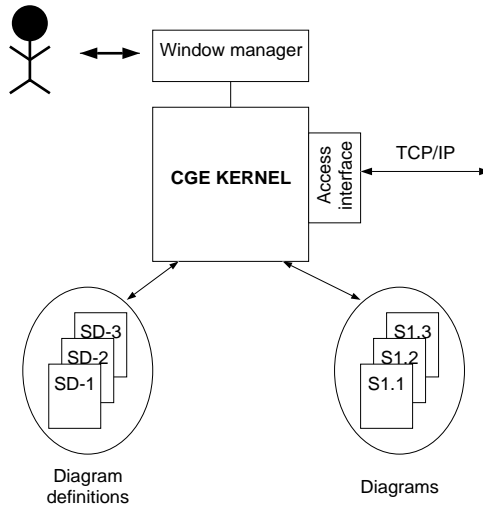 Window manager
CGE KERNEL
Access
interface
TCP/IP
SD-3
SD-2
SD-1
S1.3
S1.2
S1.1
Diagram
definitions
Diagrams